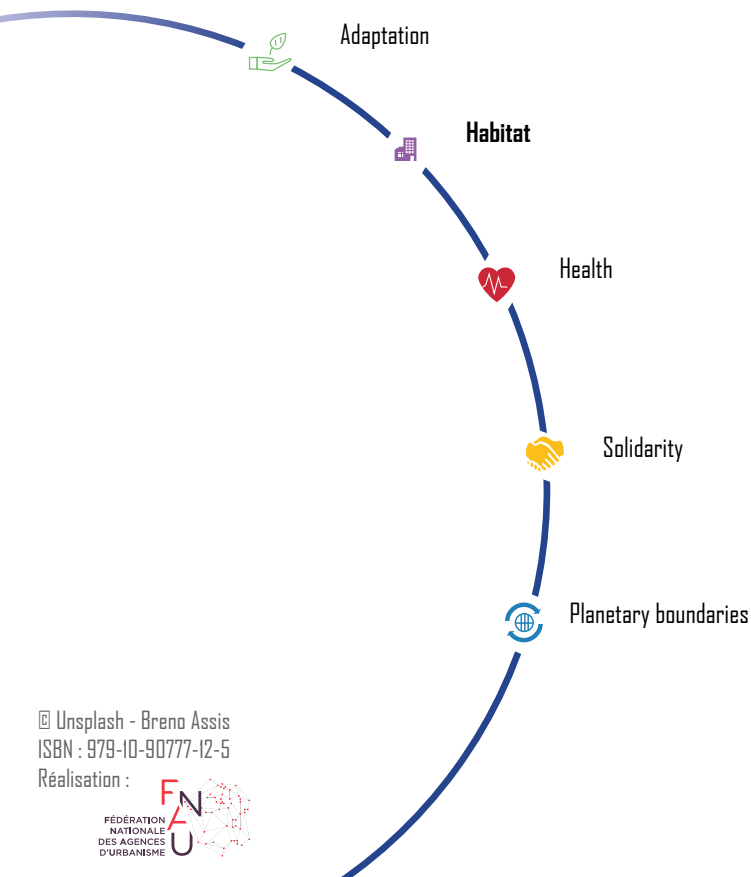 Adaptation
Habitat
Health
Solidarity
Planetary boundaries
© Unsplash - Breno Assis
ISBN : 979-10-90777-12-5
Réalisation :
FNAU
FÉDÉRATION
NATIONALE
DES AGENCES
D'URBANISME